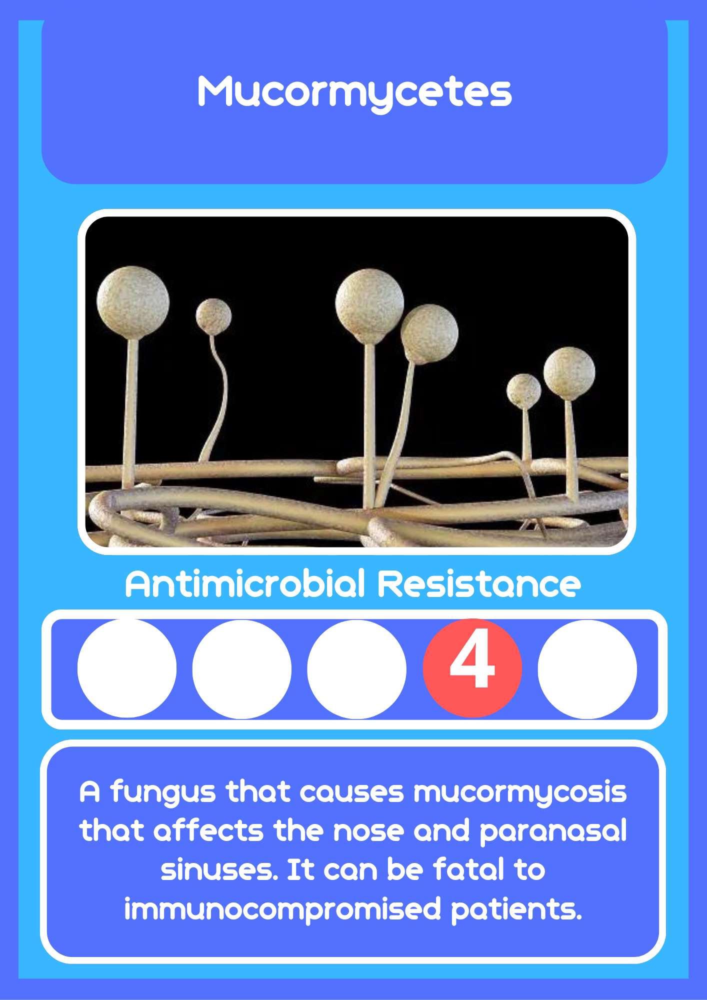 Mucormycetes
Antimicrobial Resistance
4
A fungus that causes mucormycosis
that affects the nose and paranasal
sinuses. It can be fatal to
immunocompromised patients.